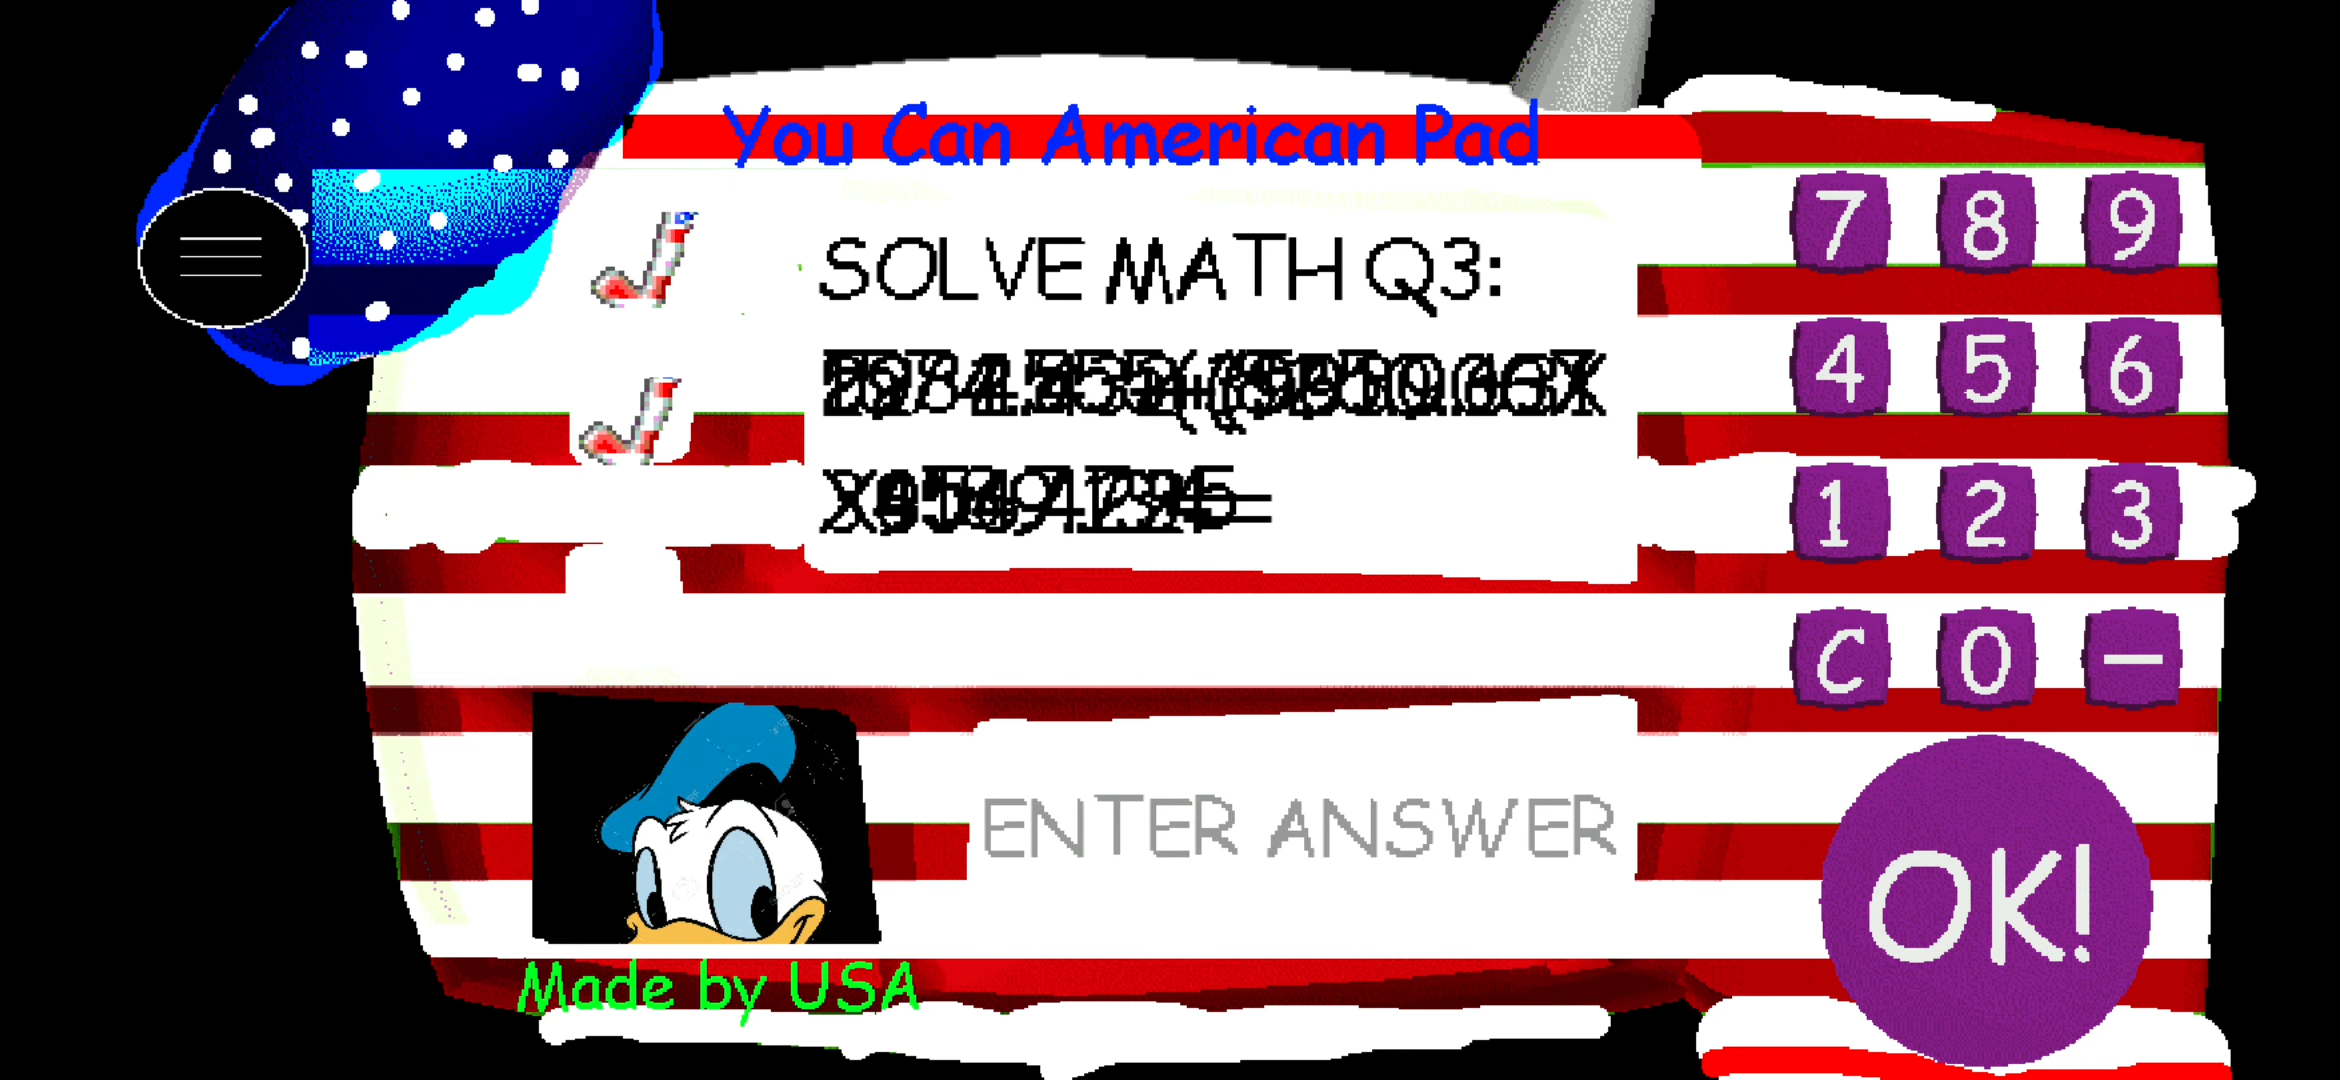 You Can American Pad
SOLVE MATH Q3:
7 8 9
4 5 6
1 2 3
C 0 −
ENTER ANSWER
OK!
Made by USA